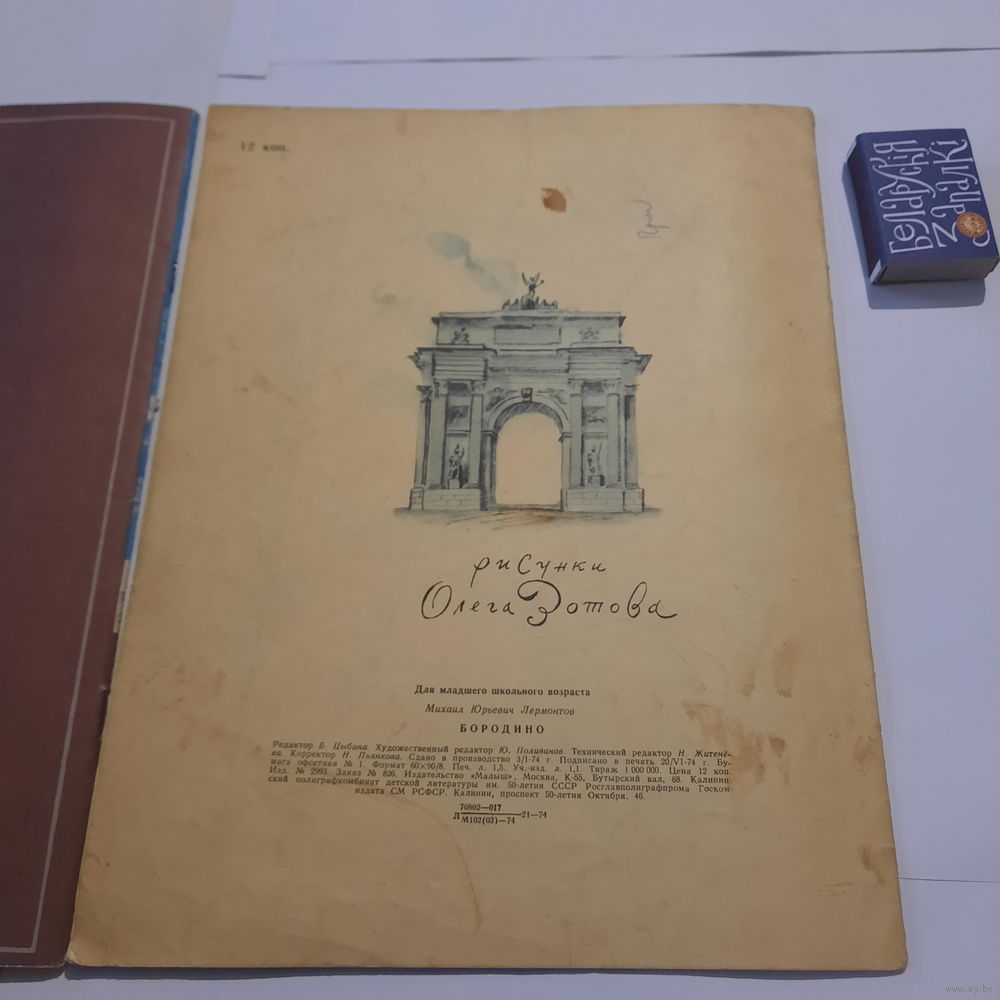 12 коп.
БеЛаРУСКІЯ
ZапаЛКі
рисунки
Олега Зотова
Для младшего школьного возраста
Михаил Юрьевич Лермонтов
БОРОДИНО
Редактор Б. Цыбина. Художественный редактор Ю. Поливанов. Технический редактор Н. Житенё-
ва. Корректор Н. Пьянкова. Сдано в производство 3/I-74 г. Подписано в печать 20/VI-74 г. Бу-
мага офсетная № 1. Формат 60×90/8. Печ. л. 1,5. Уч.-изд. л. 1,1. Тираж 1 000 000. Цена 12 коп.
Изд. № 2993. Заказ № 826. Издательство «Малыш», Москва, К-55, Бутырский вал, 68. Калинин-
ский полиграфкомбинат детской литературы им. 50-летия СССР Росглавполиграфпрома Госком-
издата СМ РСФСР. Калинин, проспект 50-летия Октября, 46.
70802—017
Л М102(03)—74 21—74
www.ay.by